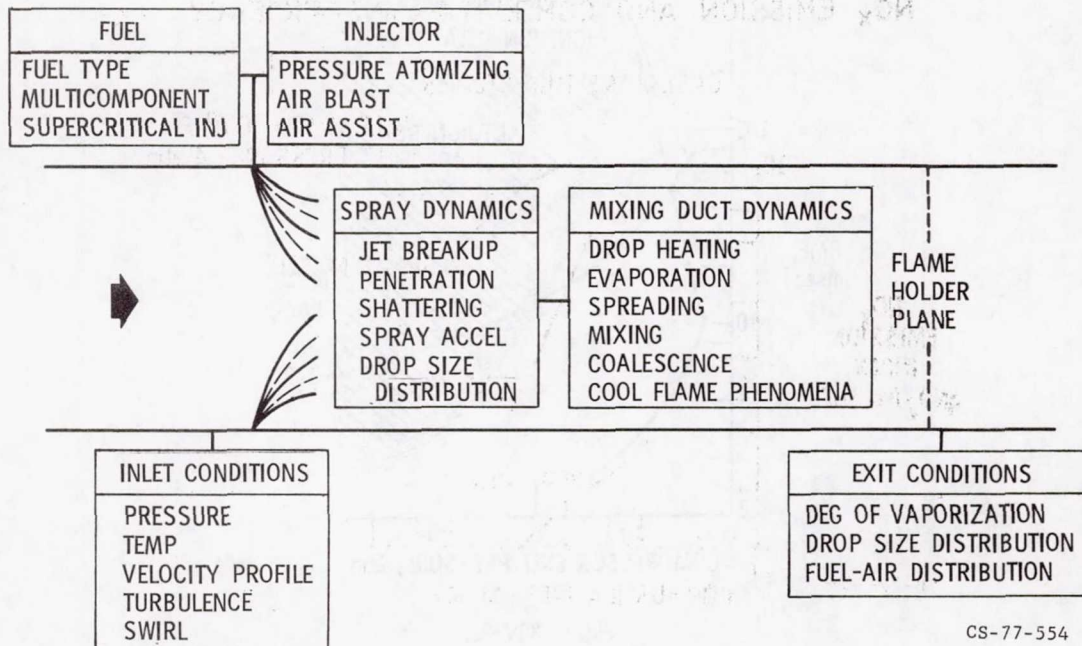 FUEL
FUEL TYPE
MULTICOMPONENT
SUPERCRITICAL INJ
INJECTOR
PRESSURE ATOMIZING
AIR BLAST
AIR ASSIST
SPRAY DYNAMICS
JET BREAKUP
PENETRATION
SHATTERING
SPRAY ACCEL
DROP SIZE
DISTRIBUTION
MIXING DUCT DYNAMICS
DROP HEATING
EVAPORATION
SPREADING
MIXING
COALESCENCE
COOL FLAME PHENOMENA
FLAME
HOLDER
PLANE
INLET CONDITIONS
PRESSURE
TEMP
VELOCITY PROFILE
TURBULENCE
SWIRL
EXIT CONDITIONS
DEG OF VAPORIZATION
DROP SIZE DISTRIBUTION
FUEL-AIR DISTRIBUTION
CS-77-554